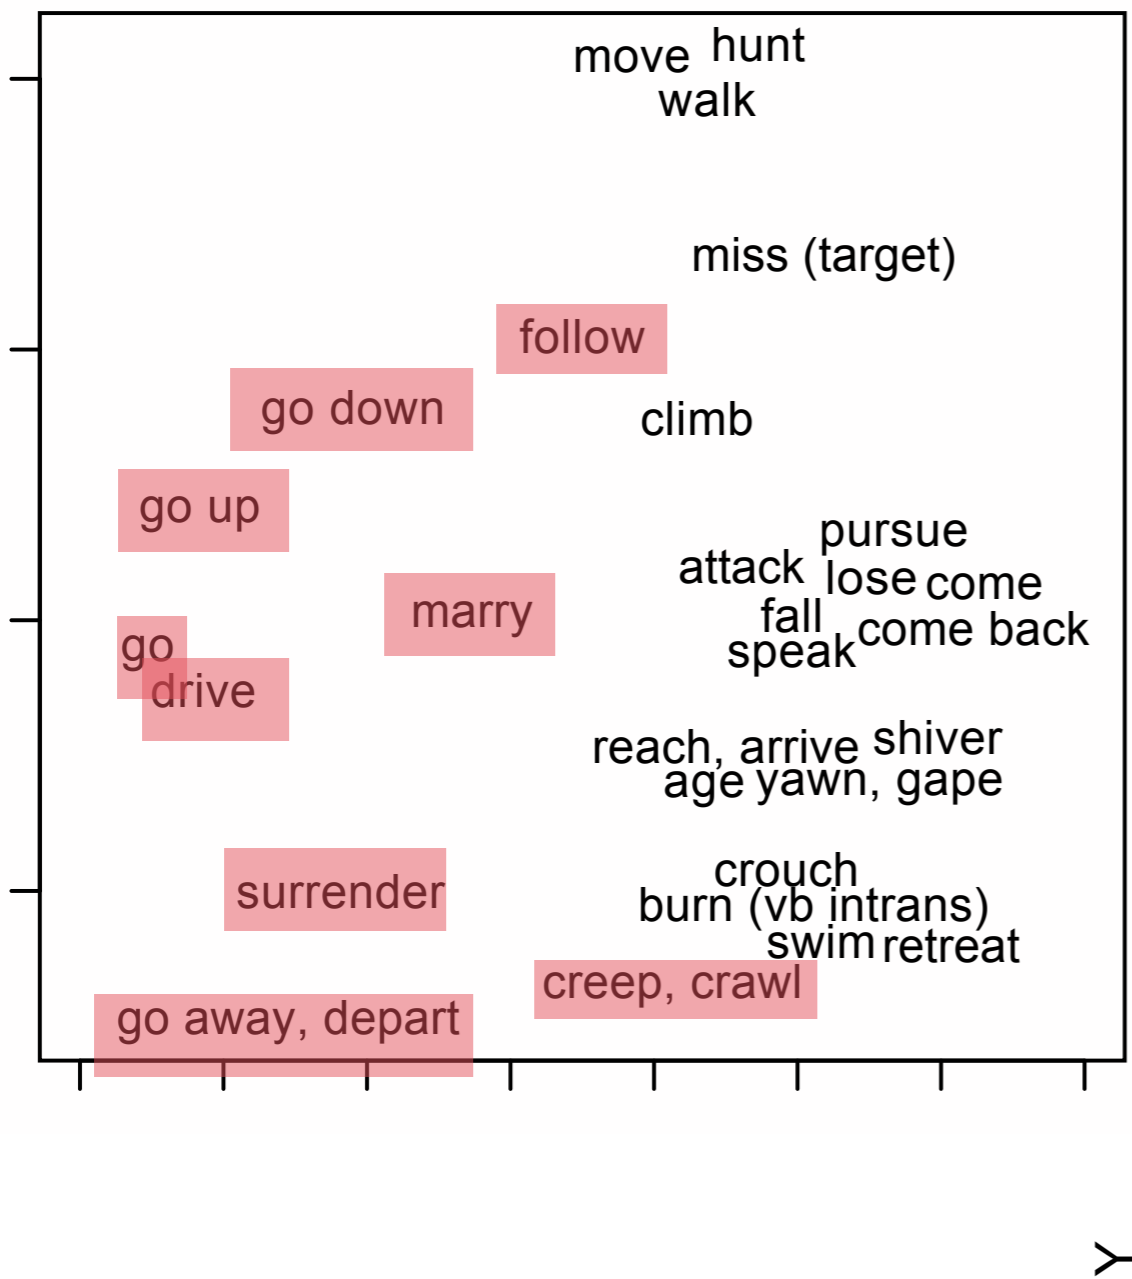 move hunt
walk
miss (target)
follow
go down
climb
go up
pursue
attack lose come
marry
fall come back
go
speak
drive
reach, arrive shiver
age yawn, gape
crouch
surrender
burn (vb intrans)
swim retreat
creep, crawl
go away, depart
Y